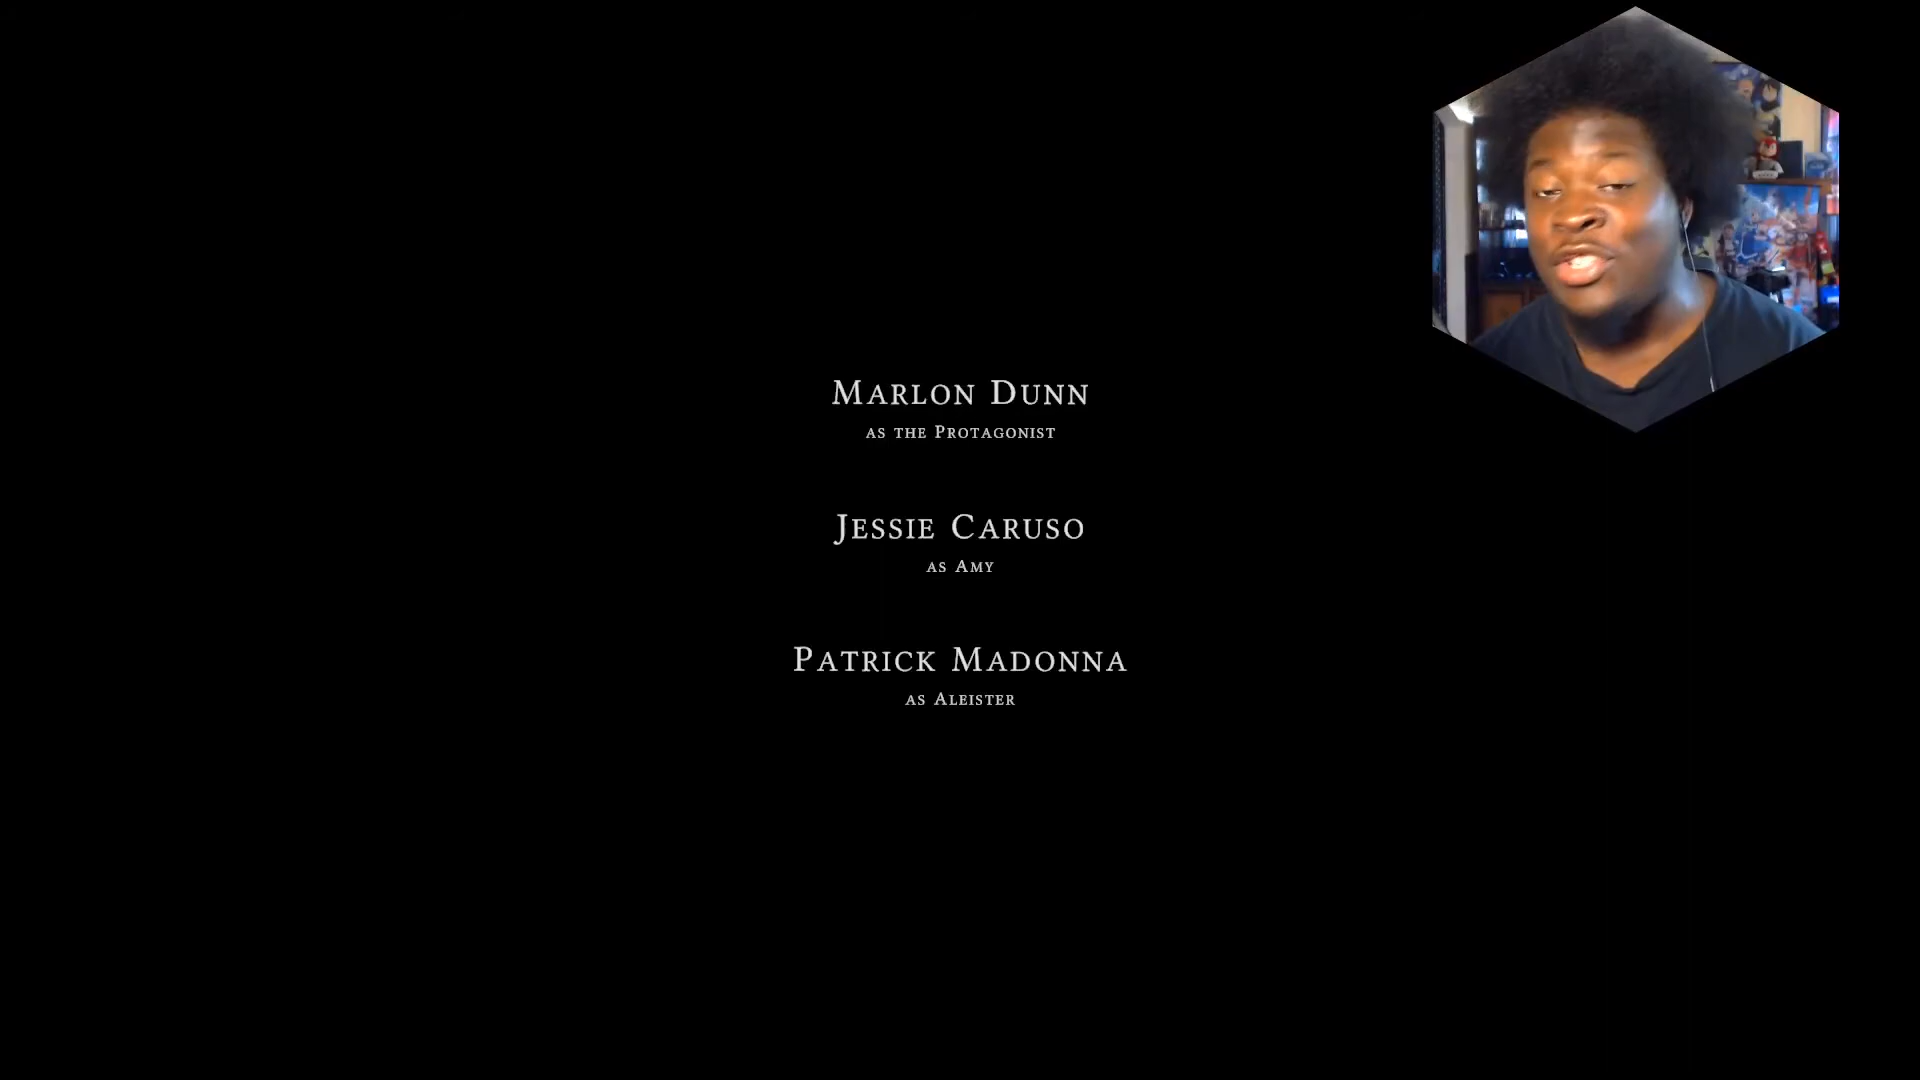 Marlon Dunn
as the Protagonist
Jessie Caruso
as Amy
Patrick Madonna
as Aleister